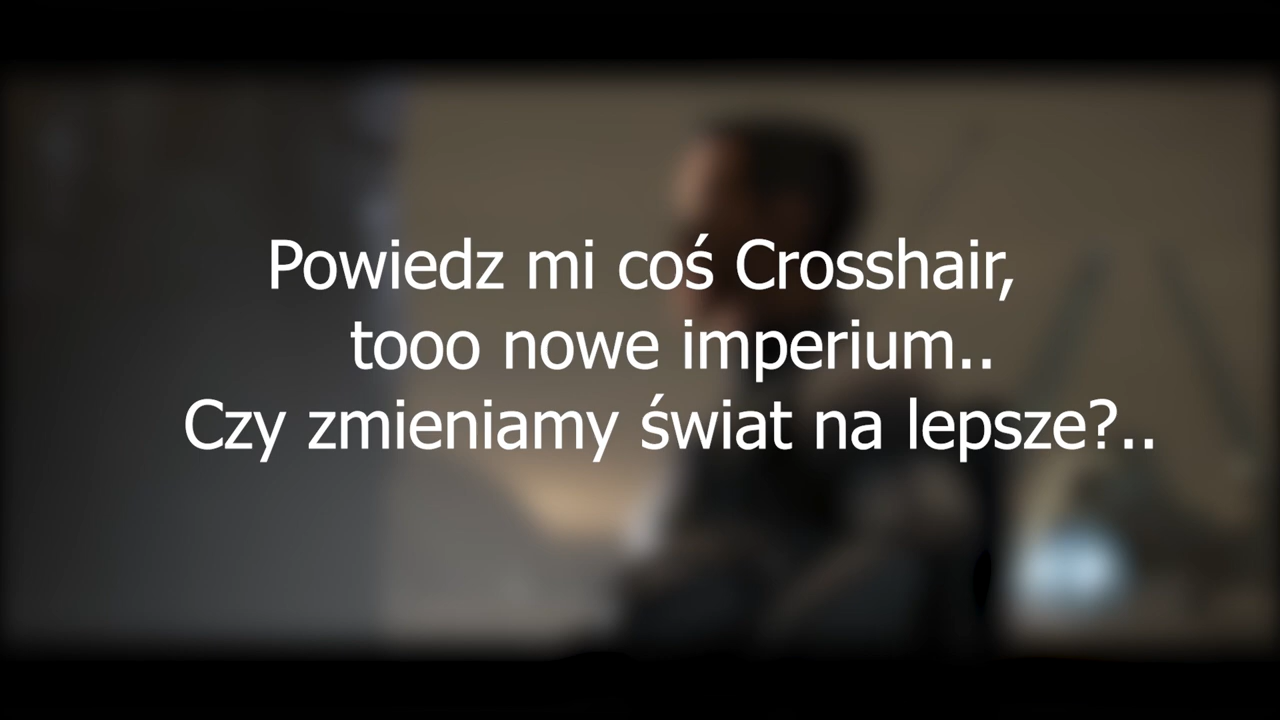 Powiedz mi coś Crosshair,
tooo nowe imperium..
Czy zmieniamy świat na lepsze?..